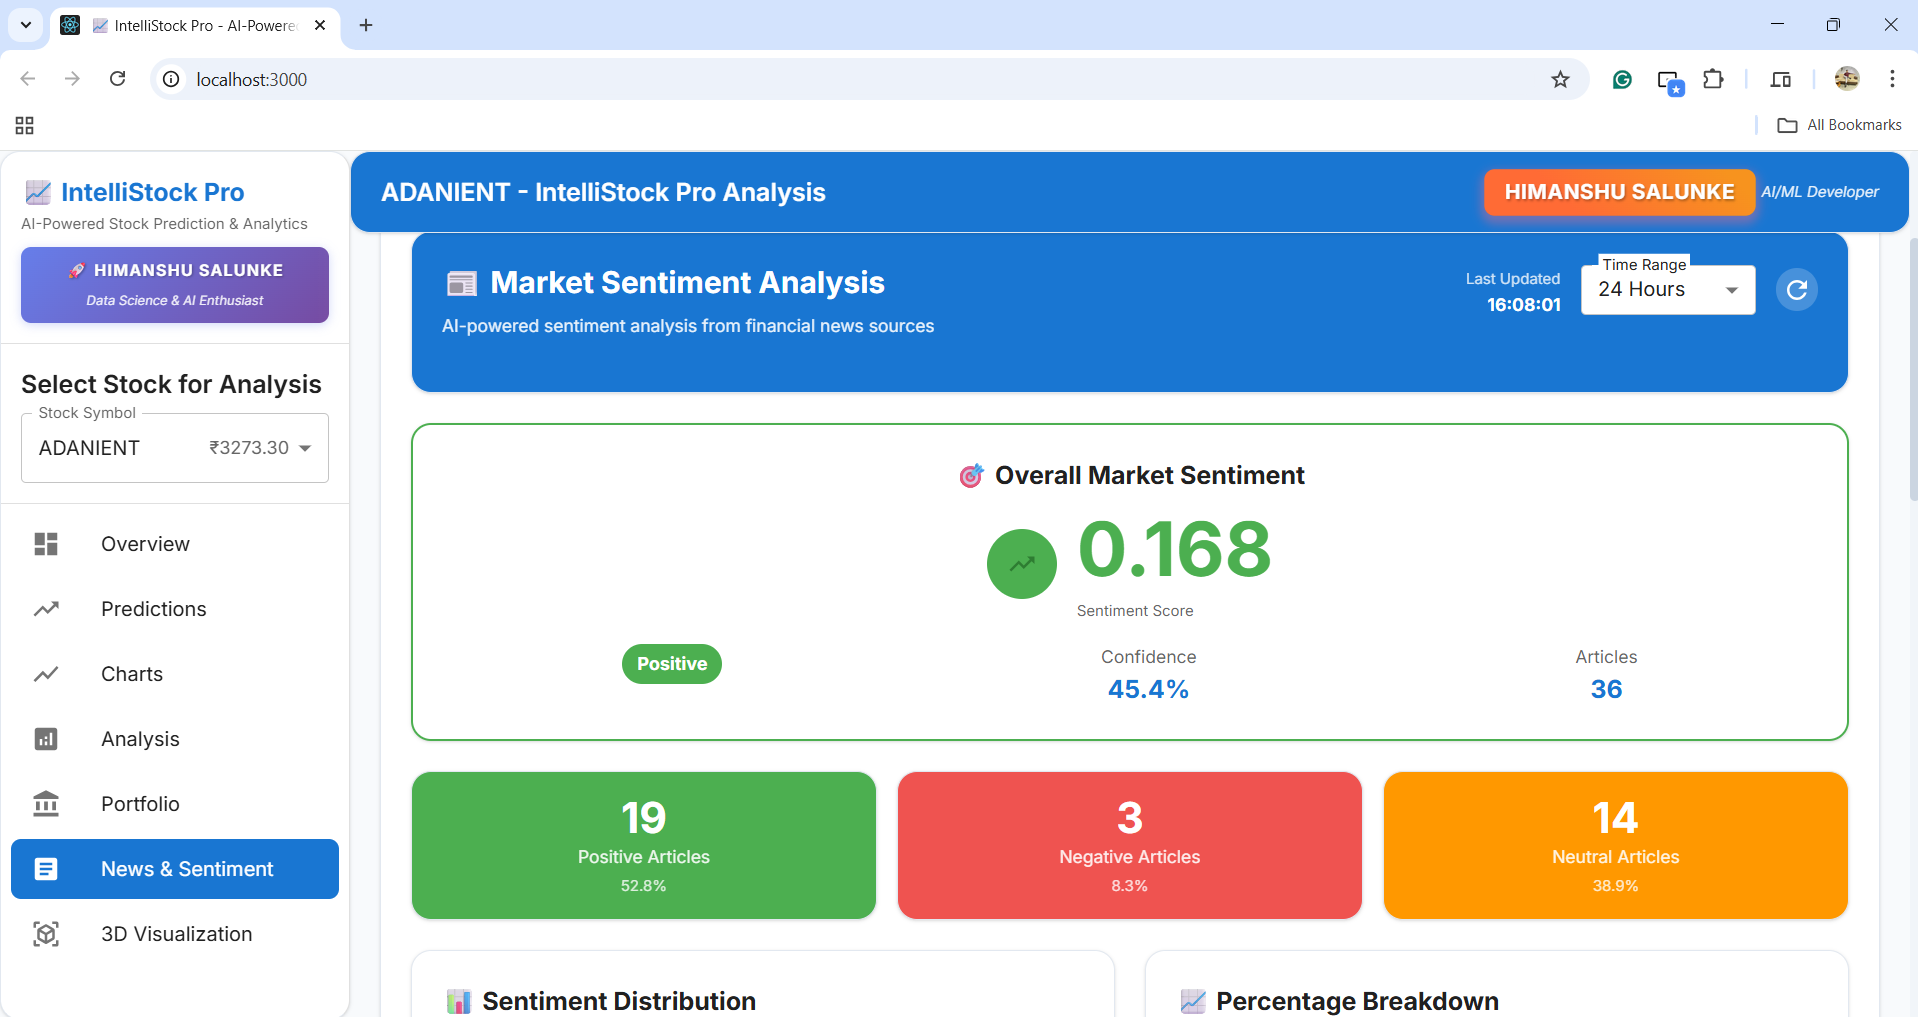 IntelliStock Pro - AI-Powere
localhost:3000
All Bookmarks
IntelliStock Pro
AI-Powered Stock Prediction & Analytics
HIMANSHU SALUNKE
Data Science & AI Enthusiast
Select Stock for Analysis
Stock Symbol
ADANIENT ₹3273.30
Overview
Predictions
Charts
Analysis
Portfolio
News & Sentiment
3D Visualization
ADANIENT - IntelliStock Pro Analysis
HIMANSHU SALUNKE AI/ML Developer
Market Sentiment Analysis
AI-powered sentiment analysis from financial news sources
Last Updated
16:08:01
Time Range
24 Hours
Overall Market Sentiment
0.168
Sentiment Score
Positive
Confidence
45.4%
Articles
36
19
Positive Articles
52.8%
3
Negative Articles
8.3%
14
Neutral Articles
38.9%
Sentiment Distribution
Percentage Breakdown